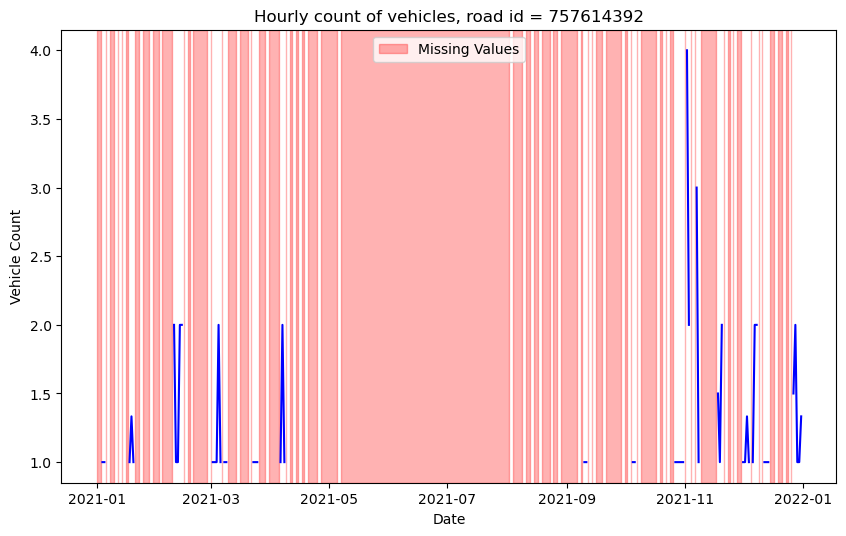 Hourly count of vehicles, road id = 757614392
Missing Values
4.0
3.5
3.0
2.5
2.0
1.5
1.0
Vehicle Count
2021-01 2021-03 2021-05 2021-07 2021-09 2021-11 2022-01
Date